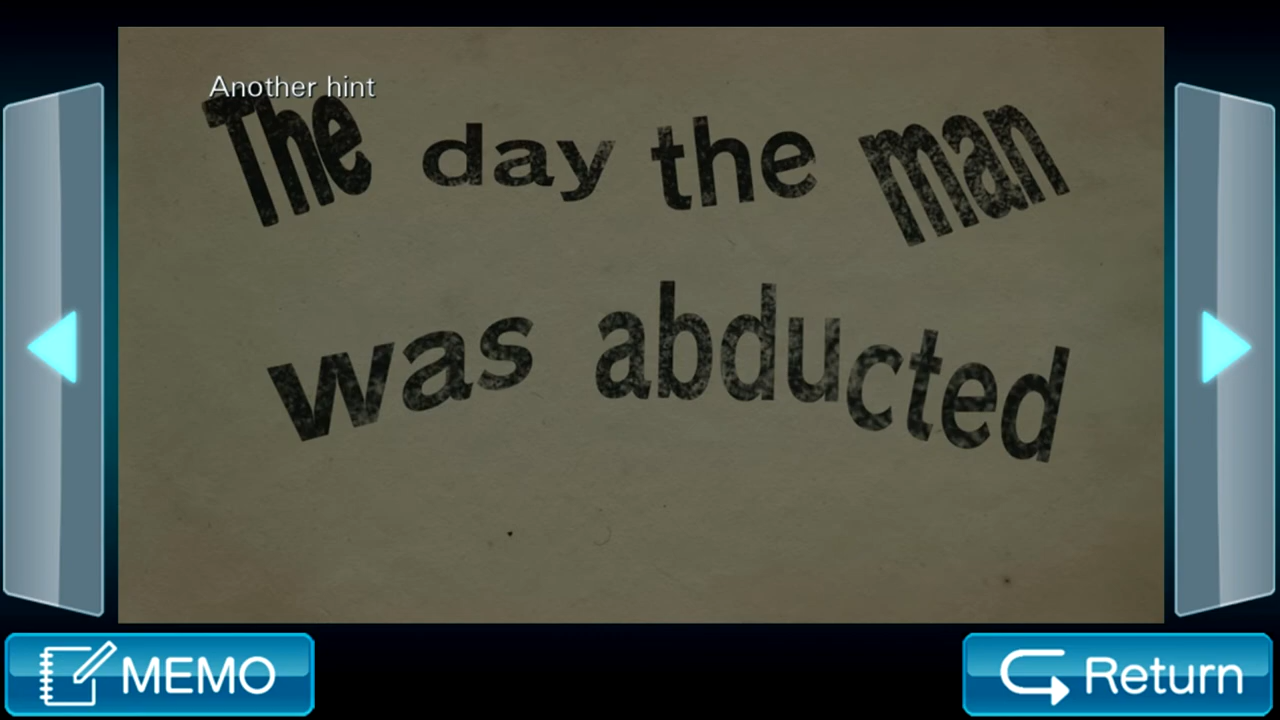 Another hint
The day the man
was abducted
MEMO
Return